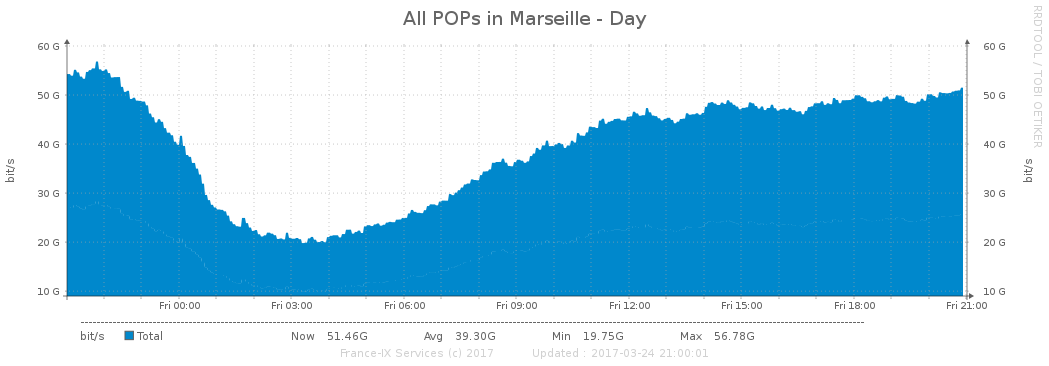 All POPs in Marseille - Day
RRDTOOL / TOBI OETIKER
60 G 60 G
50 G 50 G
40 G 40 G
30 G 30 G
20 G 20 G
10 G 10 G
bit/s
bit/s
Fri 00:00 Fri 03:00 Fri 06:00 Fri 09:00 Fri 12:00 Fri 15:00 Fri 18:00 Fri 21:00
bit/s Total Now 51.46G Avg 39.30G Min 19.75G Max 56.78G
France-IX Services (c) 2017 Updated : 2017-03-24 21:00:01